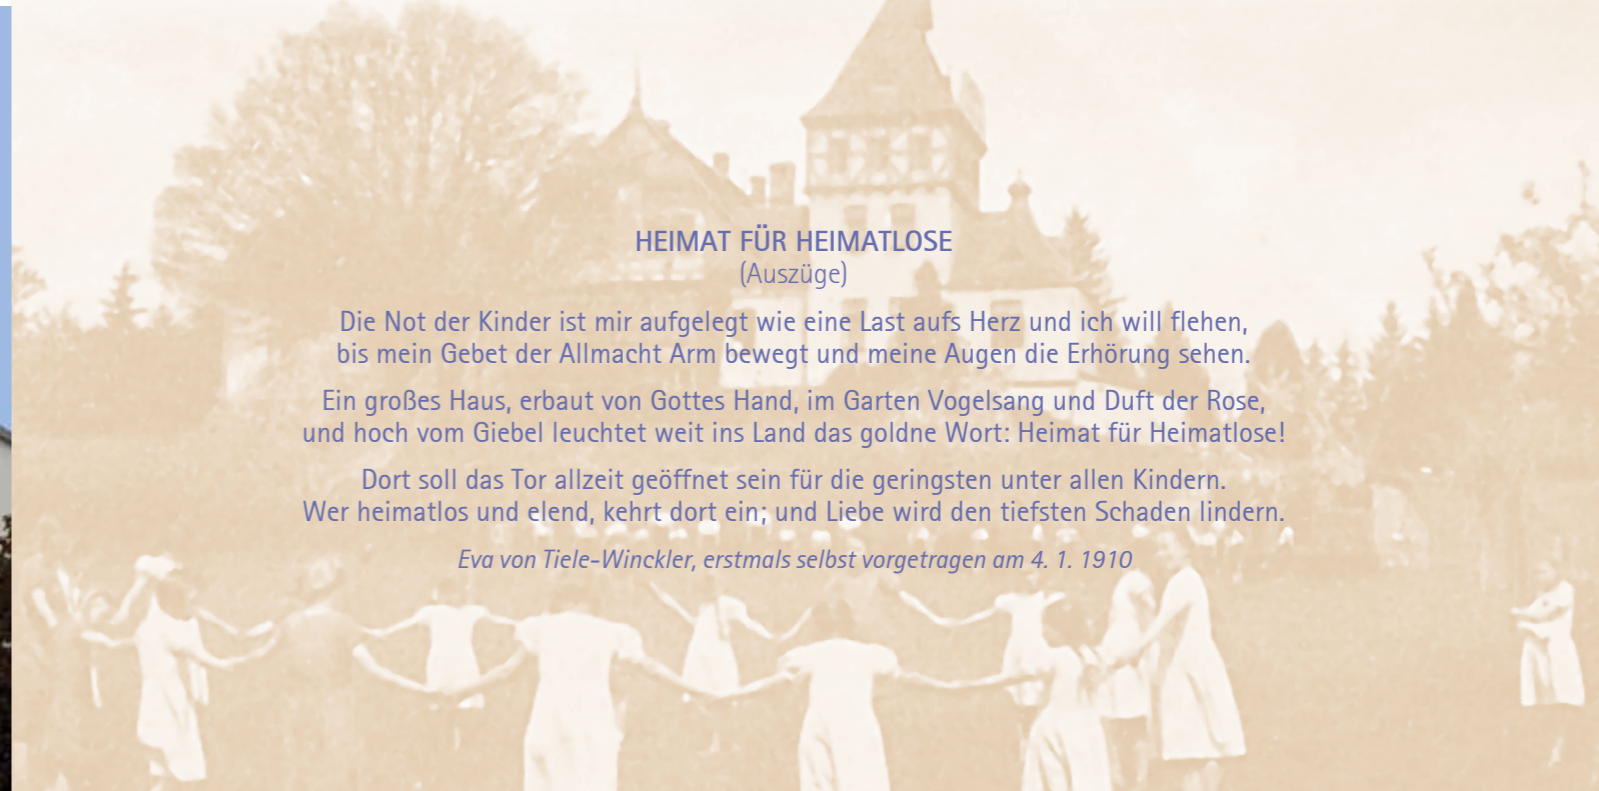 HEIMAT FÜR HEIMATLOSE
(Auszüge)
Die Not der Kinder ist mir aufgelegt wie eine Last aufs Herz und ich will flehen,
bis mein Gebet der Allmacht Arm bewegt und meine Augen die Erhörung sehen.
Ein großes Haus, erbaut von Gottes Hand, im Garten Vogelsang und Duft der Rose,
und hoch vom Giebel leuchtet weit ins Land das goldne Wort: Heimat für Heimatlose!
Dort soll das Tor allzeit geöffnet sein für die geringsten unter allen Kindern.
Wer heimatlos und elend, kehrt dort ein; und Liebe wird den tiefsten Schaden lindern.
Eva von Tiele-Winckler, erstmals selbst vorgetragen am 4. 1. 1910